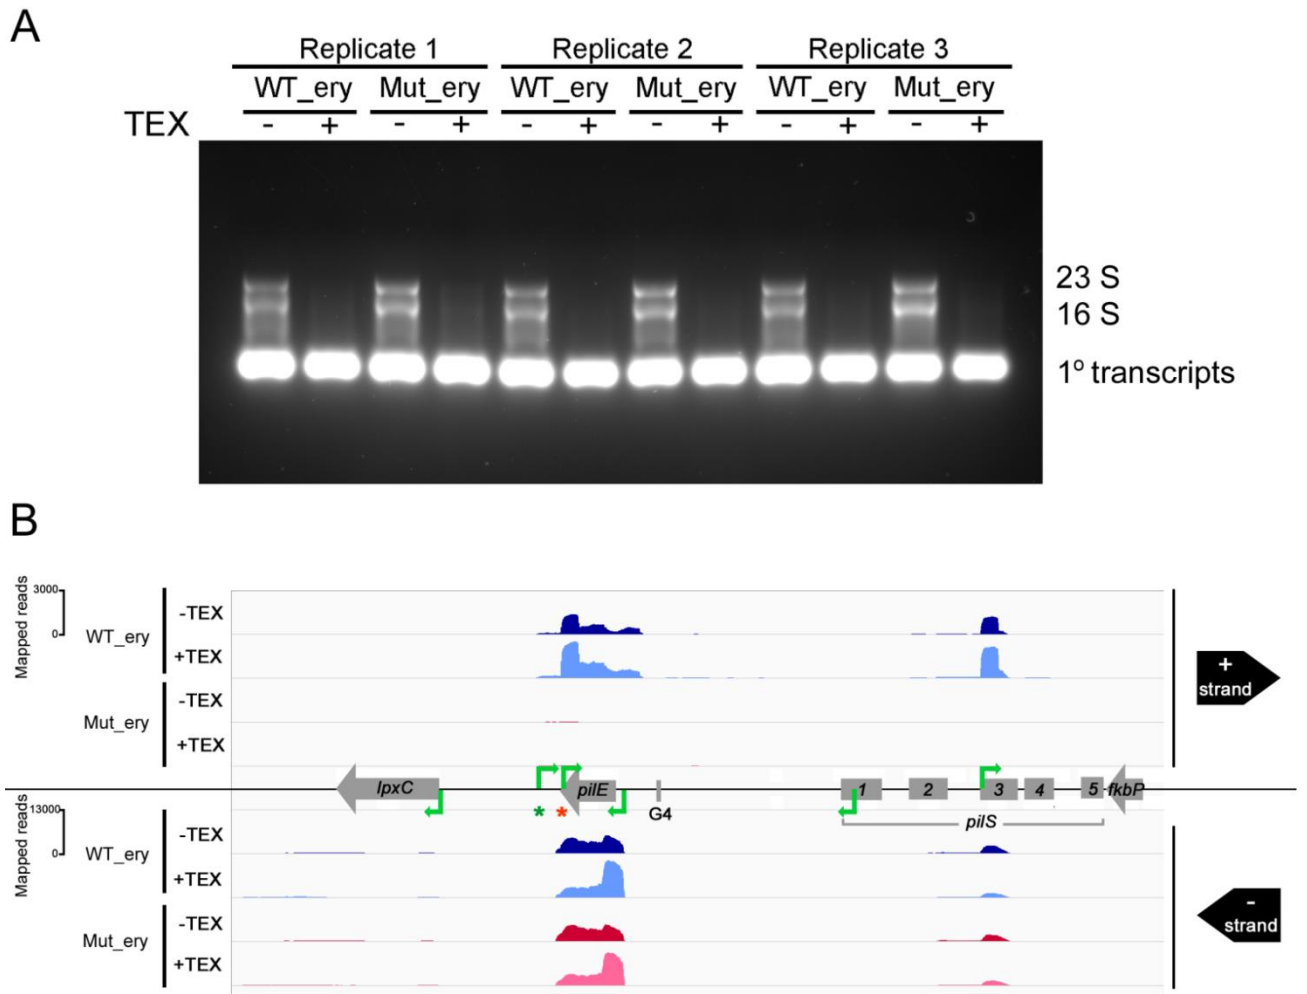 A
Replicate 1 Replicate 2 Replicate 3
WT_ery Mut_ery WT_ery Mut_ery WT_ery Mut_ery
TEX - + - + - + - + - + - +
23 S
16 S
1º transcripts
B
Mapped reads
3000
0
WT_ery
-TEX
+TEX
Mut_ery
-TEX
+TEX
+
strand
lpxC pilE G4 1 2 3 4 5 fkbP
* *
pilS
Mapped reads
13000
0
WT_ery
-TEX
+TEX
Mut_ery
-TEX
+TEX
-
strand